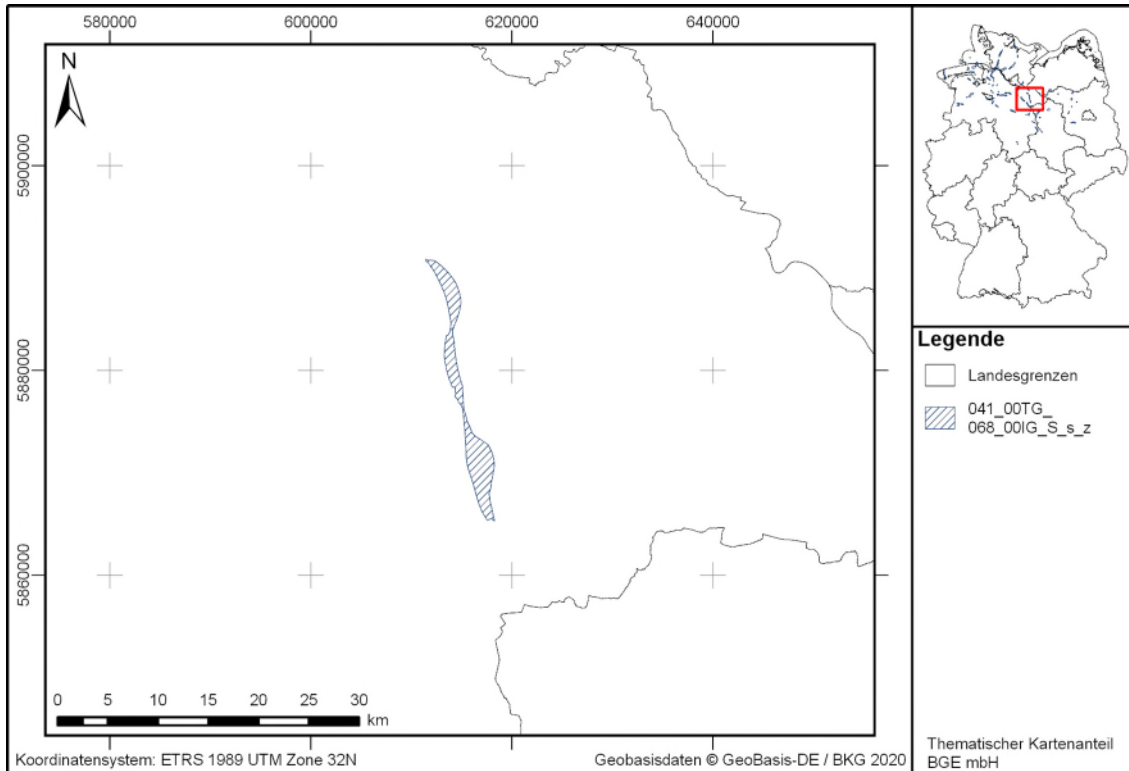 580000
600000
620000
640000
N
5900000
5880000
5860000
0 5 10 15 20 25 30
km
Koordinatensystem: ETRS 1989 UTM Zone 32N
Geobasisdaten © GeoBasis-DE / BKG 2020
Legende
Landesgrenzen
041_00TG_
068_00IG_S_s_z
Thematischer Kartenanteil
BGE mbH